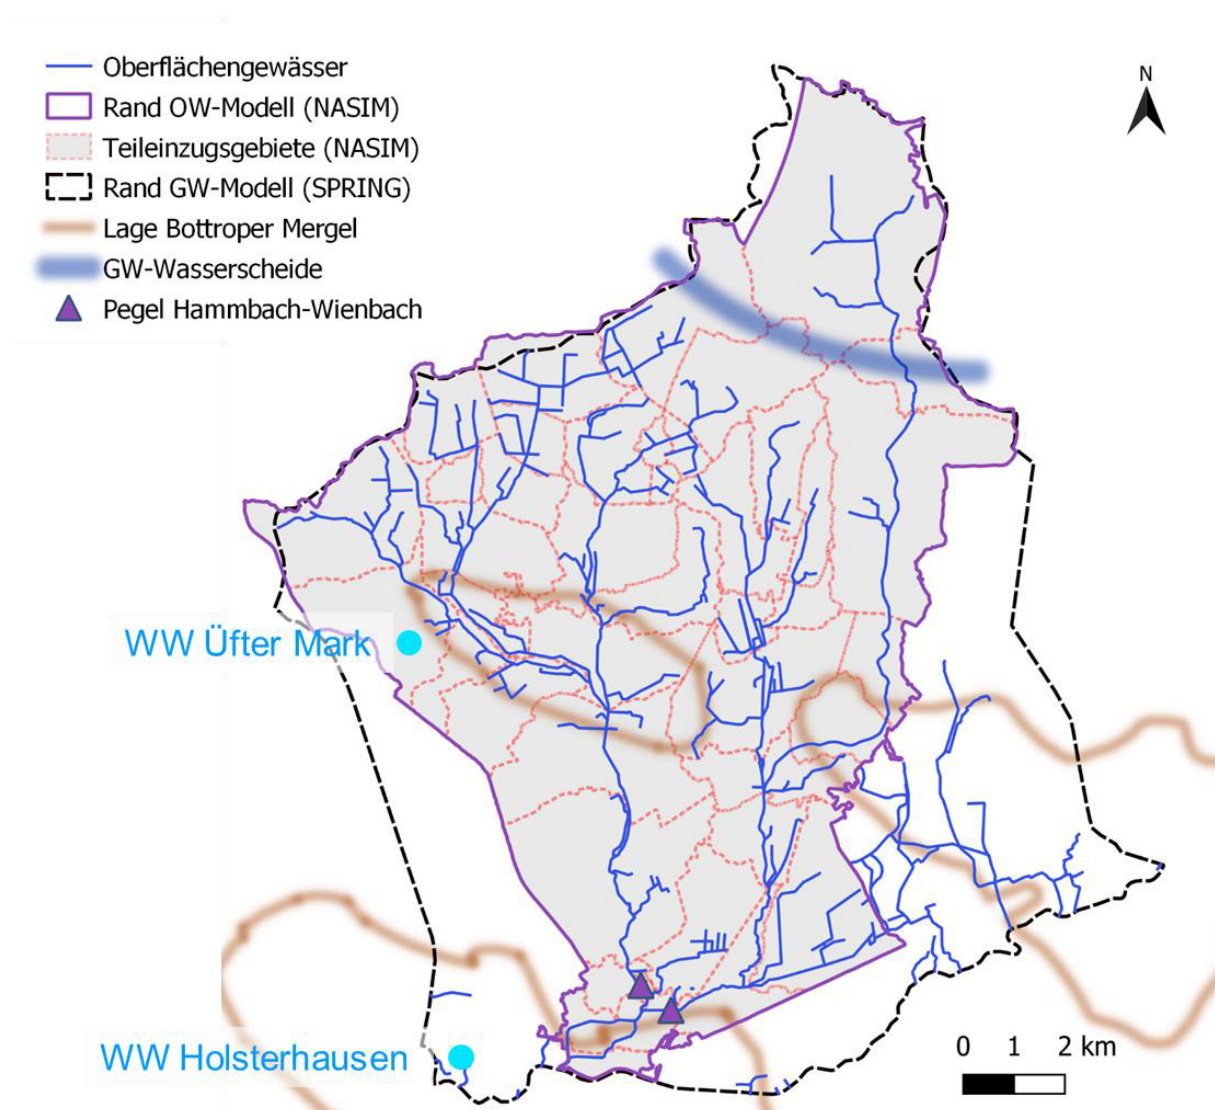 Oberflächengewässer
Rand OW-Modell (NASIM)
Teileinzugsgebiete (NASIM)
Rand GW-Modell (SPRING)
Lage Bottroper Mergel
GW-Wasserscheide
Pegel Hammbach-Wienbach
N
WW Üfter Mark
WW Holsterhausen
0 1 2 km